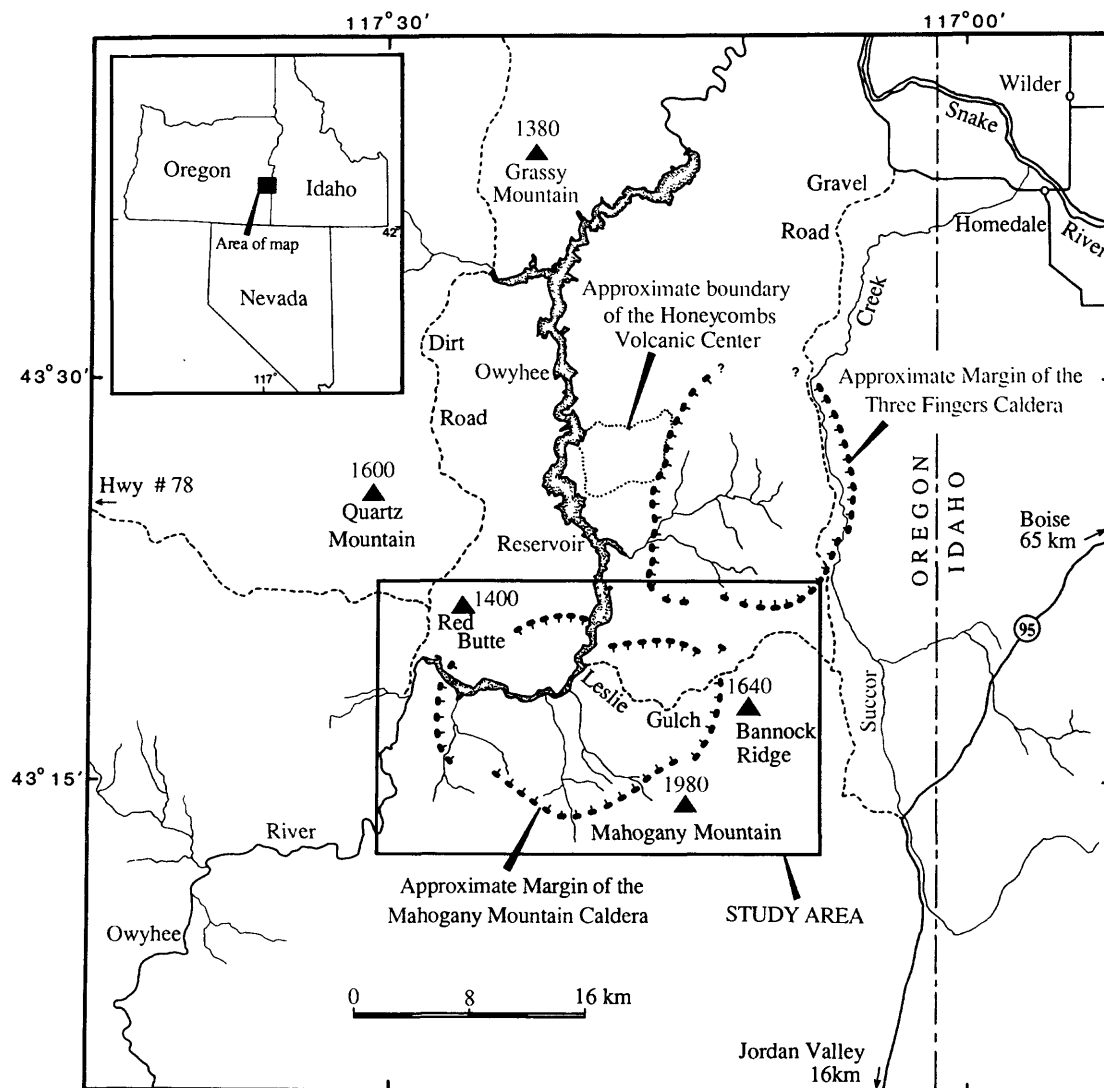 117° 30′
117° 00′
Oregon
Idaho
Area of map
42
Nevada
117°
1380
Grassy
Mountain
Wilder
Snake
Gravel
Road
Homedale
River
Creek
Approximate boundary
of the Honeycombs
Volcanic Center
Dirt
Owyhee
43° 30′
Road
?
?
Approximate Margin of the
Three Fingers Caldera
1600
Hwy # 78
Quartz
Mountain
OREGON
IDAHO
Reservoir
Boise
65 km
1400
Red
Butte
95
Leslie
Gulch
1640
Bannock
Ridge
Succor
43° 15′
1980
Mahogany Mountain
River
Approximate Margin of the
Mahogany Mountain Caldera
STUDY AREA
Owyhee
0 8 16 km
Jordan Valley
16km